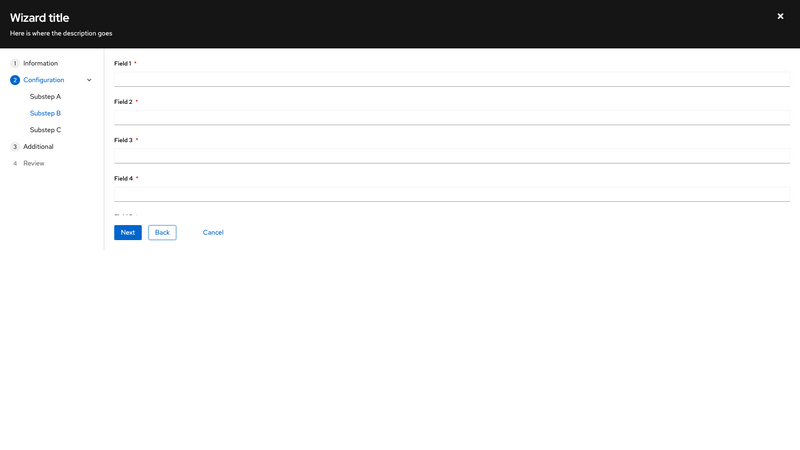 Wizard title
Here is where the description goes
1 Information
2 Configuration
Substep A
Substep B
Substep C
3 Additional
4 Review
Field 1 *
Field 2 *
Field 3 *
Field 4 *
Next Back Cancel